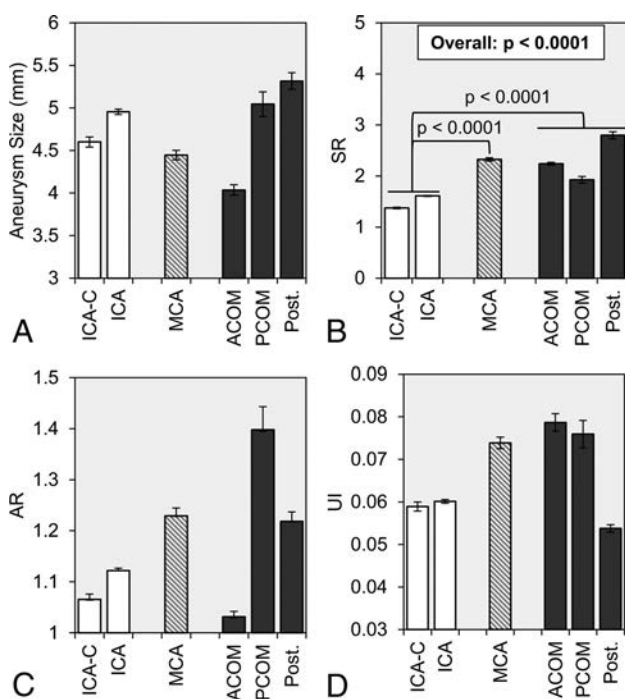 Aneurysm Size (mm)
5.5
5
4.5
4
3.5
3
ICA-C
ICA
MCA
ACOM
PCOM
Post.
A
Overall: p < 0.0001
p < 0.0001
p < 0.0001
SR
5
4
3
2
1
0
ICA-C
ICA
MCA
ACOM
PCOM
Post.
B
AR
1.5
1.4
1.3
1.2
1.1
1
ICA-C
ICA
MCA
ACOM
PCOM
Post.
C
UI
0.09
0.08
0.07
0.06
0.05
0.04
0.03
ICA-C
ICA
MCA
ACOM
PCOM
Post.
D